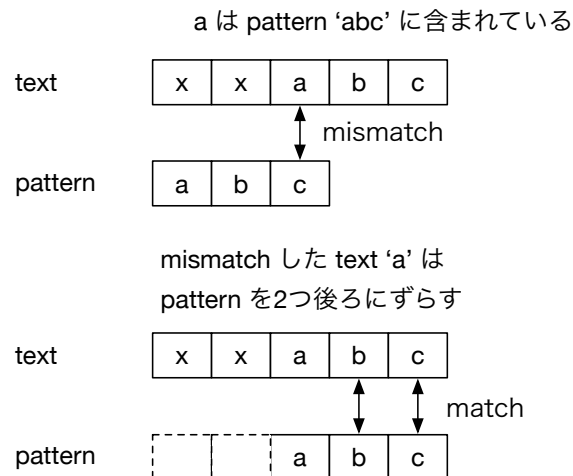 a は pattern ‘abc’ に含まれている
text x x a b c
mismatch
pattern a b c
mismatch した text ‘a’ は
pattern を2つ後ろにずらす
text x x a b c
match
pattern a b c